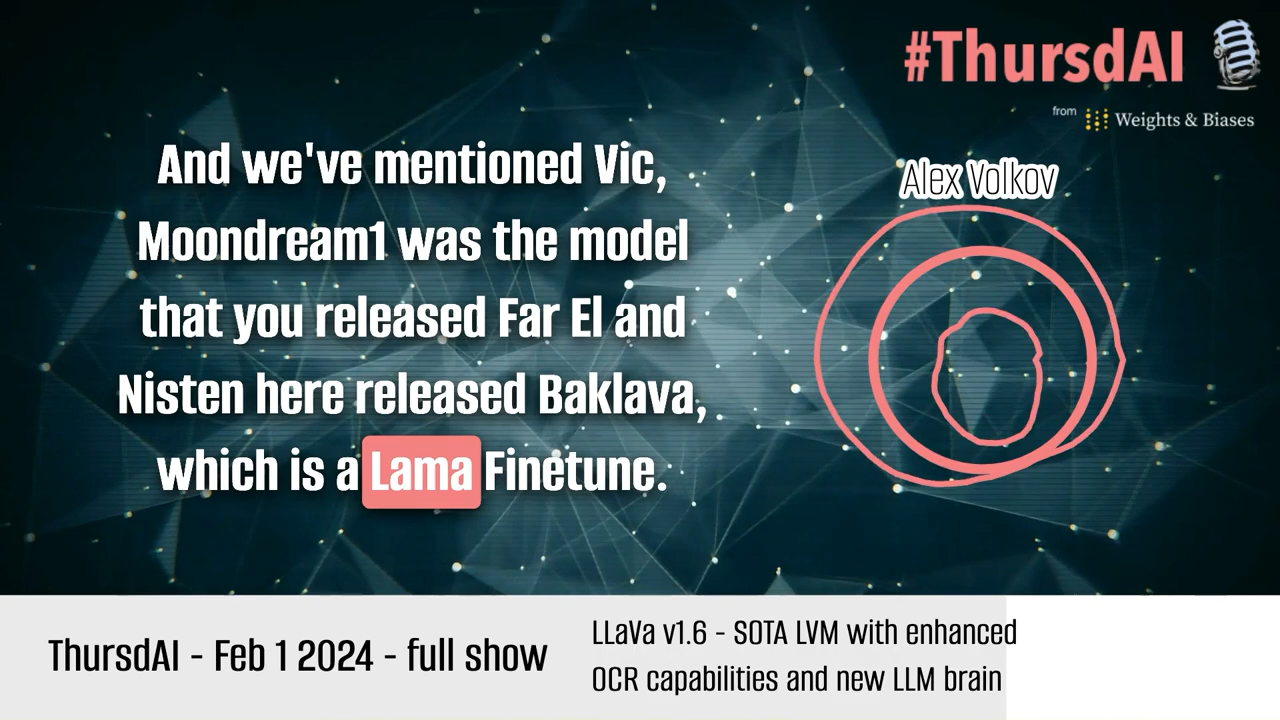 #ThursdAI
from Weights & Biases
Alex Volkov
And we've mentioned Vic,
Moondream1 was the model
that you released Far El and
Nisten here released Baklava,
which is a Lama Finetune.
ThursdAI - Feb 1 2024 - full show
LLaVa v1.6 - SOTA LVM with enhanced
OCR capabilities and new LLM brain